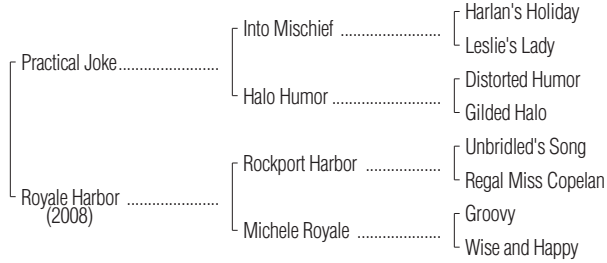 Harlan's Holiday
Into Mischief ....................
Leslie's Lady
Practical Joke....................
Distorted Humor
Halo Humor ......................
Gilded Halo
Unbridled's Song
Rockport Harbor ...............
Regal Miss Copelan
Royale Harbor ..................
(2008)
Groovy
Michele Royale .................
Wise and Happy